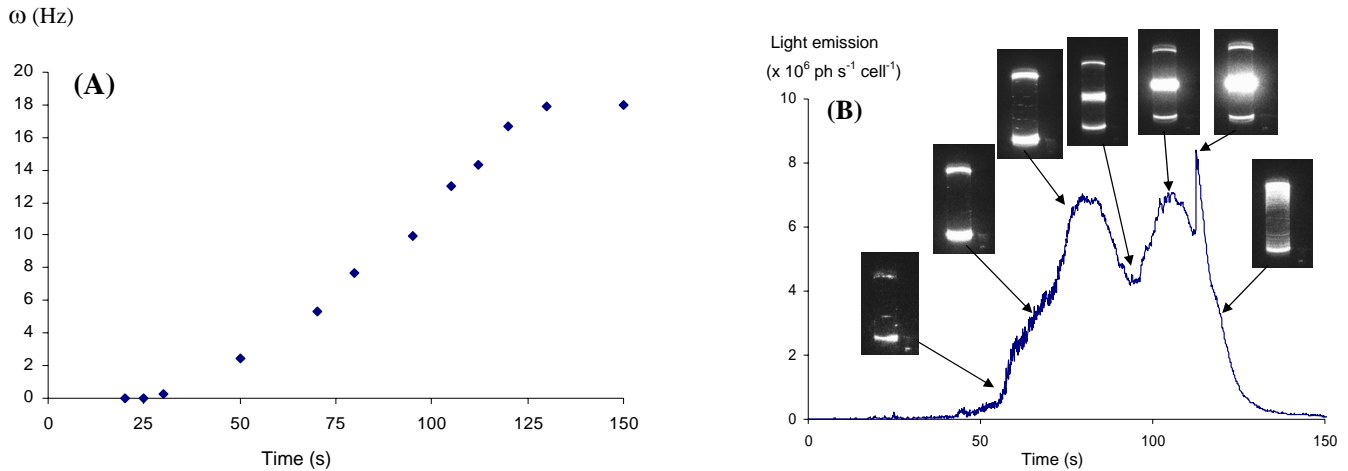 ω (Hz)
(A)
20
18
16
14
12
10
8
6
4
2
0
0 25 50 75 100 125 150
Time (s)
Light emission
(x 10⁶ ph s⁻¹ cell⁻¹)
(B)
10
8
6
4
2
0
0 50 100 150
Time (s)